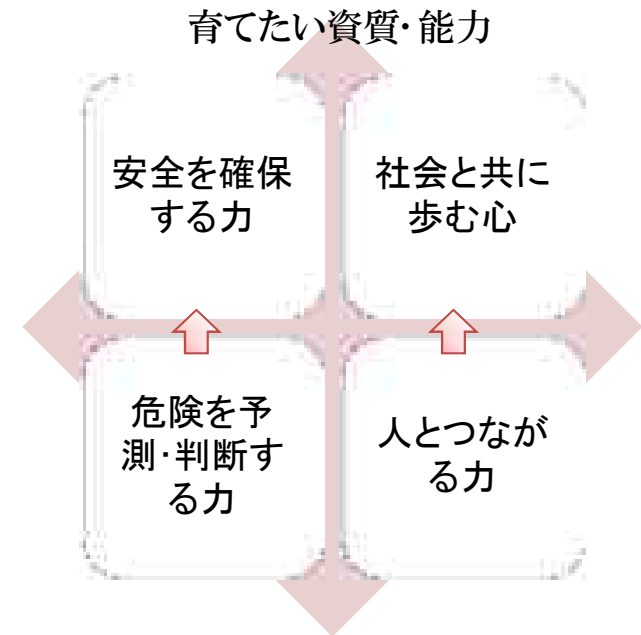 育てたい資質・能力
安全を確保
する力
社会と共に
歩む心
危険を予
測・判断す
る力
人とつなが
る力